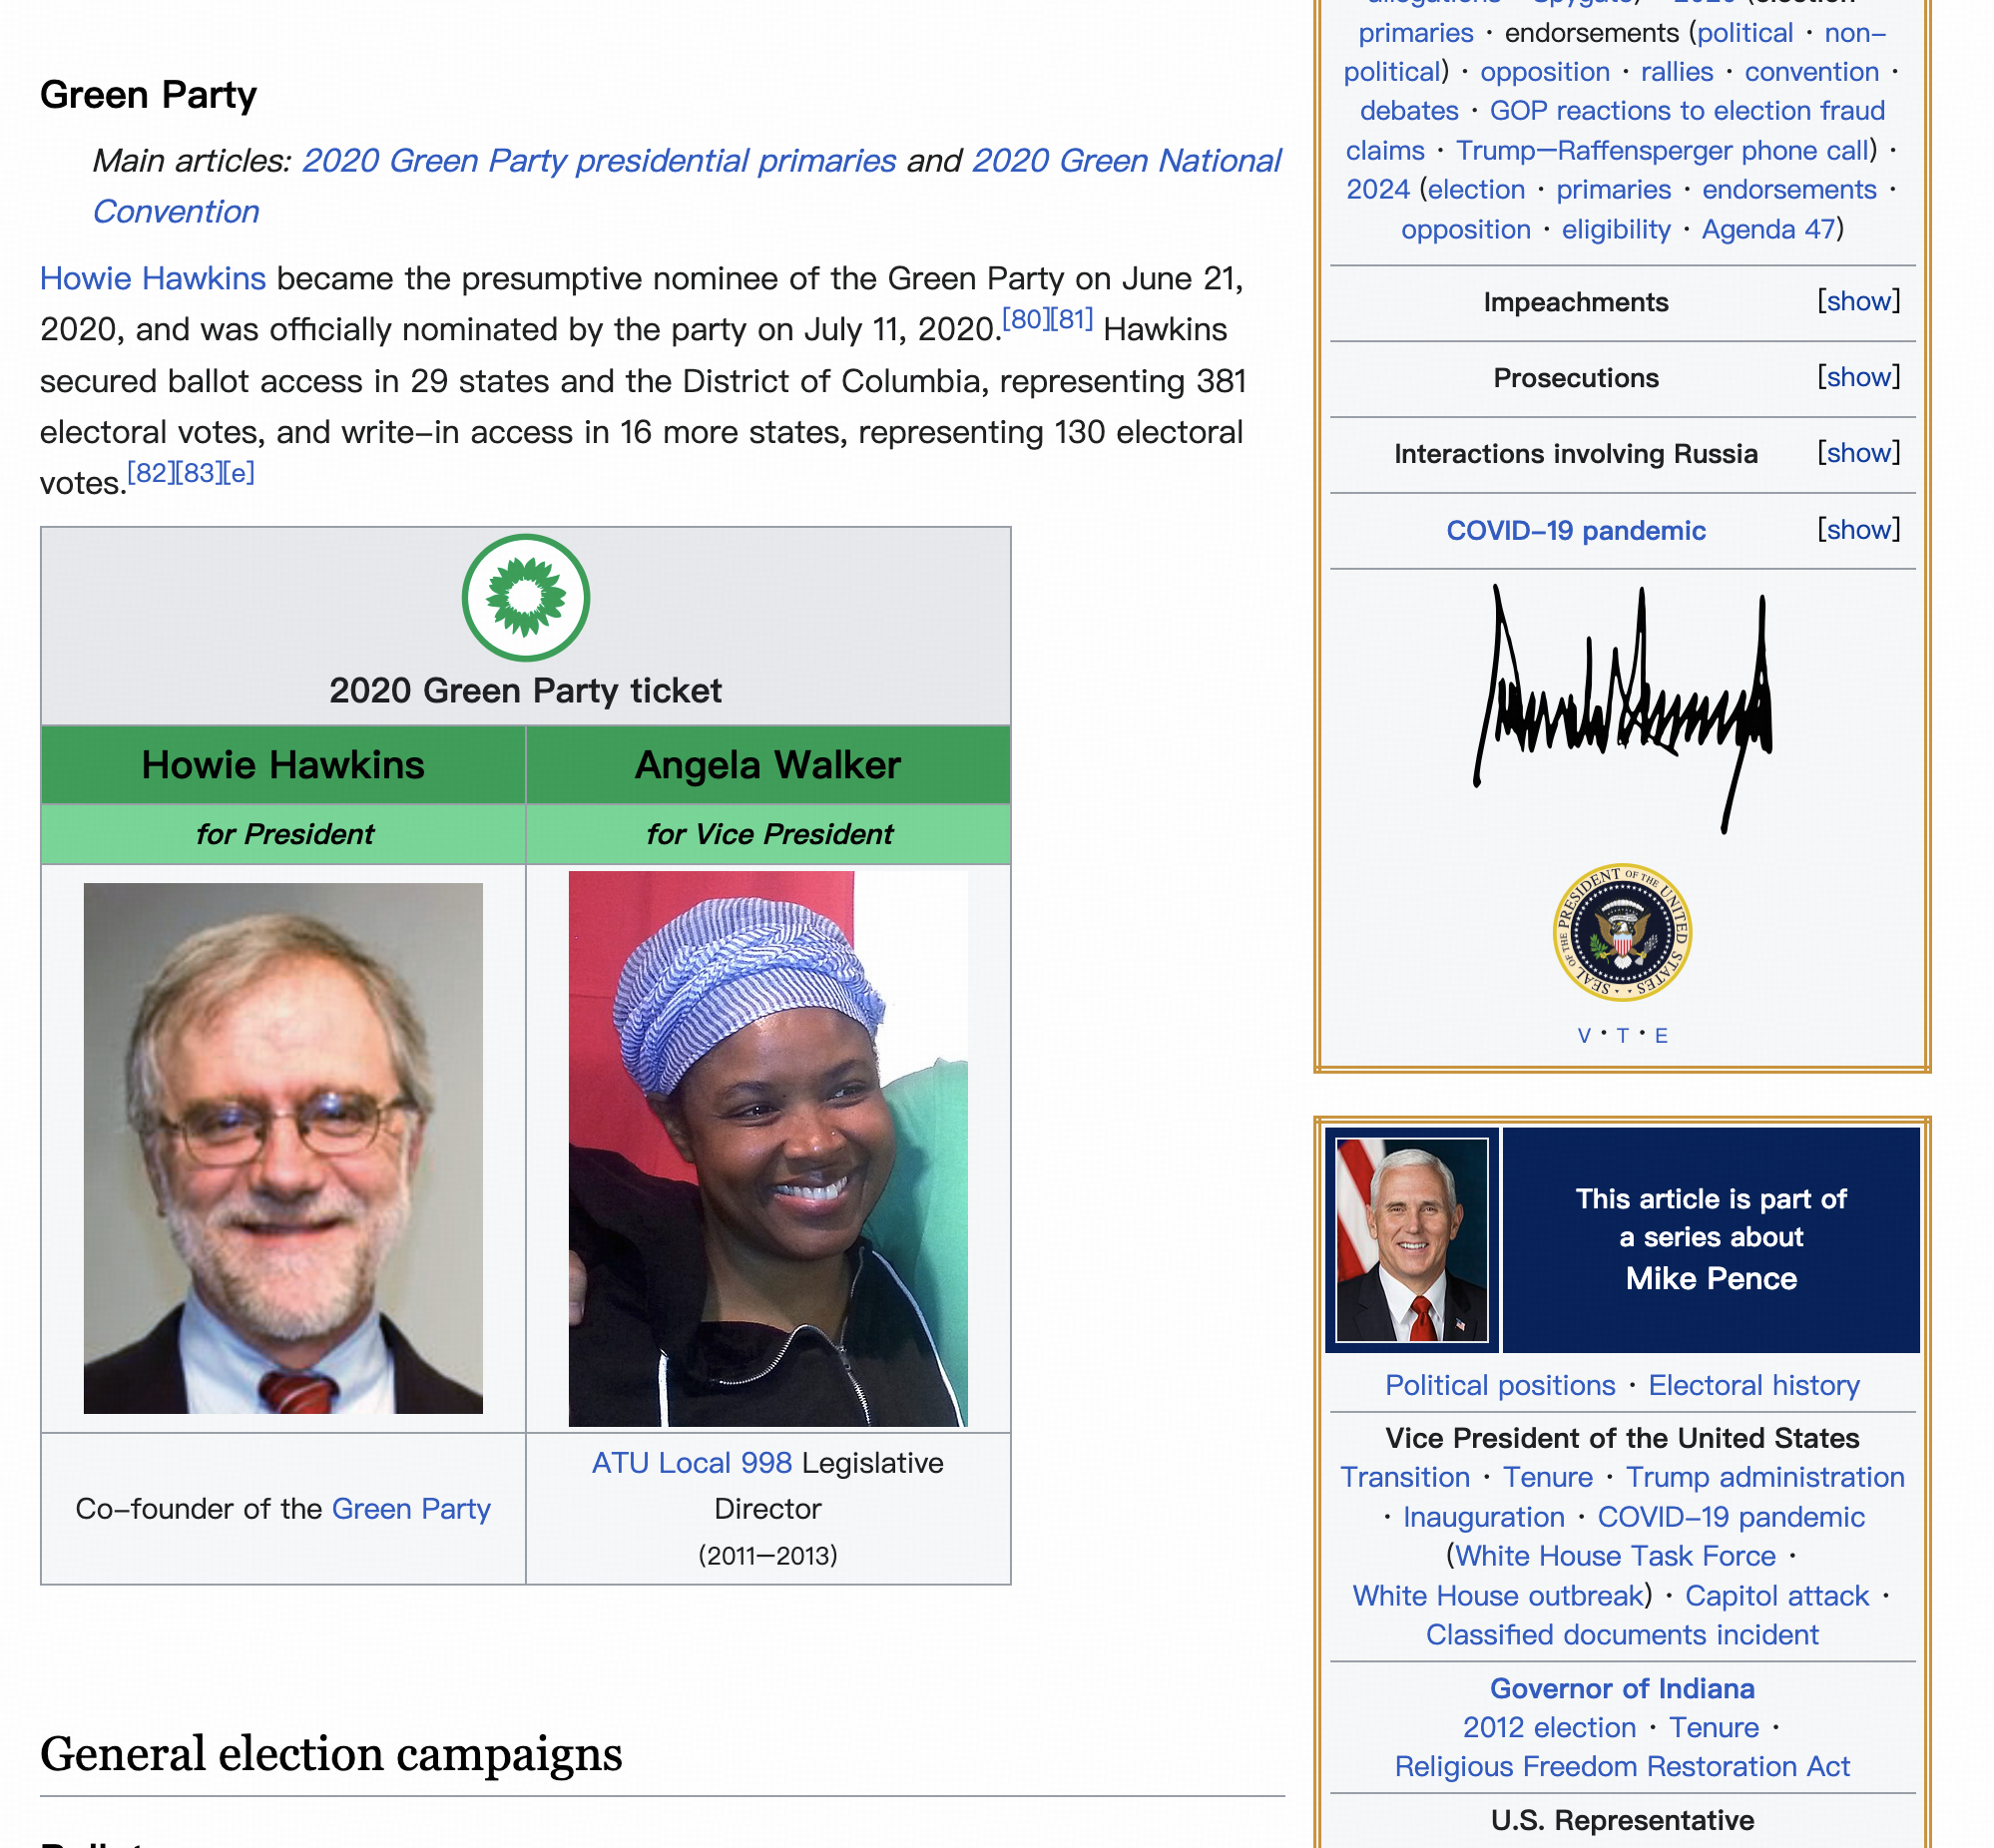 Green Party
Main articles: 2020 Green Party presidential primaries and 2020 Green National
Convention
Howie Hawkins became the presumptive nominee of the Green Party on June 21,
2020, and was officially nominated by the party on July 11, 2020.[80][81] Hawkins
secured ballot access in 29 states and the District of Columbia, representing 381
electoral votes, and write–in access in 16 more states, representing 130 electoral
votes.[82][83][e]
2020 Green Party ticket
Howie Hawkins
Angela Walker
for President
for Vice President
Co–founder of the Green Party
ATU Local 998 Legislative
Director
(2011–2013)
General election campaigns
primaries · endorsements (political · non–
political) · opposition · rallies · convention ·
debates · GOP reactions to election fraud
claims · Trump–Raffensperger phone call) ·
2024 (election · primaries · endorsements ·
opposition · eligibility · Agenda 47)
Impeachments [show]
Prosecutions [show]
Interactions involving Russia [show]
COVID–19 pandemic [show]
SEAL OF THE PRESIDENT OF THE UNITED STATES
V · T · E
This article is part of
a series about
Mike Pence
Political positions · Electoral history
Vice President of the United States
Transition · Tenure · Trump administration
· Inauguration · COVID–19 pandemic
(White House Task Force ·
White House outbreak) · Capitol attack ·
Classified documents incident
Governor of Indiana
2012 election · Tenure ·
Religious Freedom Restoration Act
U.S. Representative